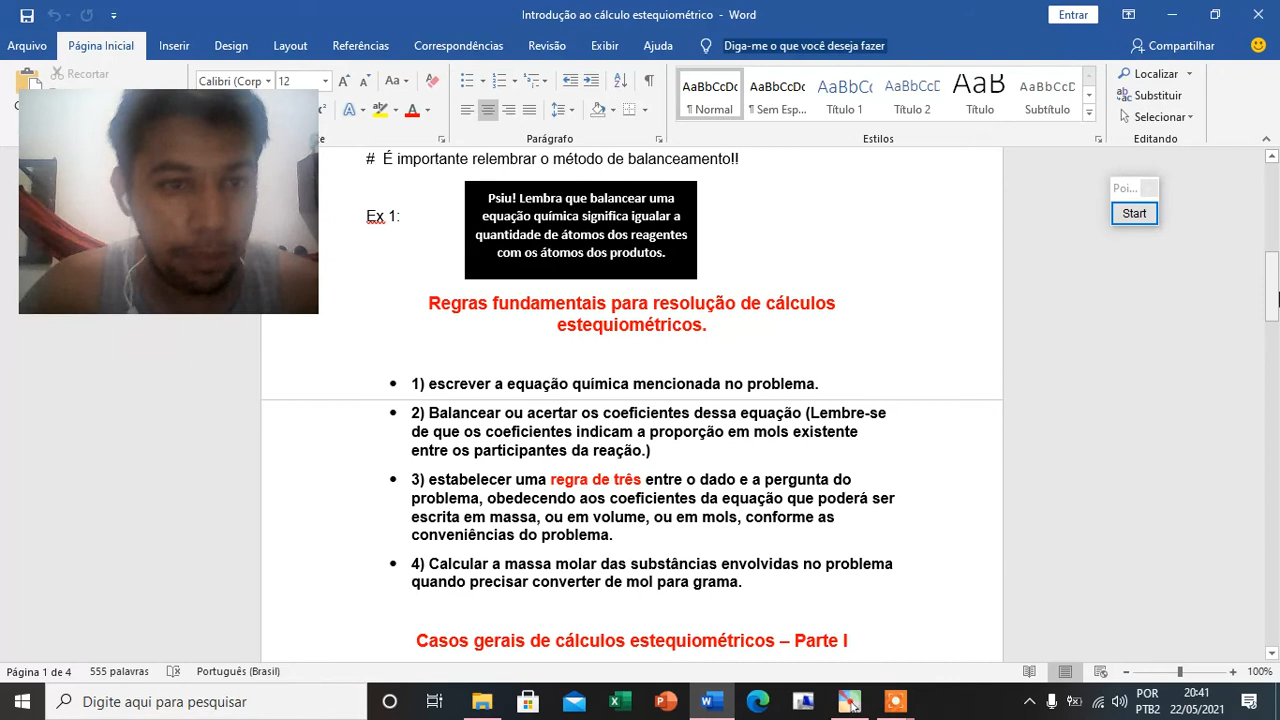 Introdução ao cálculo estequiométrico - Word
Entrar
Arquivo Página Inicial Inserir Design Layout Referências Correspondências Revisão Exibir Ajuda Diga-me o que você deseja fazer Compartilhar
Recortar
Calibri (Corp 12
Aa
AaBbCcDc AaBbCcDc AaBbCc AaBbCcD AaB AaBbCcD
¶ Normal ¶ Sem Esp... Título 1 Título 2 Título Subtítulo
Localizar
Substituir
Selecionar
Parágrafo Estilos Editando
# É importante relembrar o método de balanceamento!!
Ex 1:
Psiu! Lembra que balancear uma
equação química significa igualar a
quantidade de átomos dos reagentes
com os átomos dos produtos.
Poi...
Start
Regras fundamentais para resolução de cálculos
estequiométricos.
• 1) escrever a equação química mencionada no problema.
• 2) Balancear ou acertar os coeficientes dessa equação (Lembre-se
de que os coeficientes indicam a proporção em mols existente
entre os participantes da reação.)
• 3) estabelecer uma regra de três entre o dado e a pergunta do
problema, obedecendo aos coeficientes da equação que poderá ser
escrita em massa, ou em volume, ou em mols, conforme as
conveniências do problema.
• 4) Calcular a massa molar das substâncias envolvidas no problema
quando precisar converter de mol para grama.
Casos gerais de cálculos estequiométricos – Parte I
Página 1 de 4 555 palavras Português (Brasil) 100%
Digite aqui para pesquisar
POR
PTB2
20:41
22/05/2021